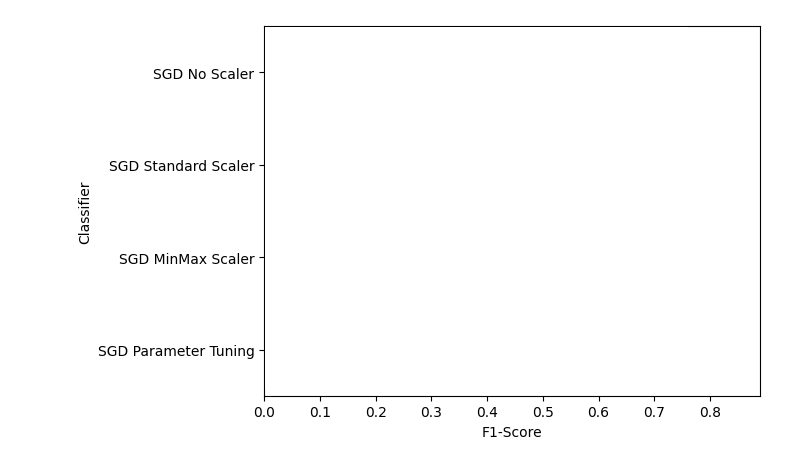 SGD No Scaler
SGD Standard Scaler
Classifier
SGD MinMax Scaler
SGD Parameter Tuning
0.0 0.1 0.2 0.3 0.4 0.5 0.6 0.7 0.8
F1-Score